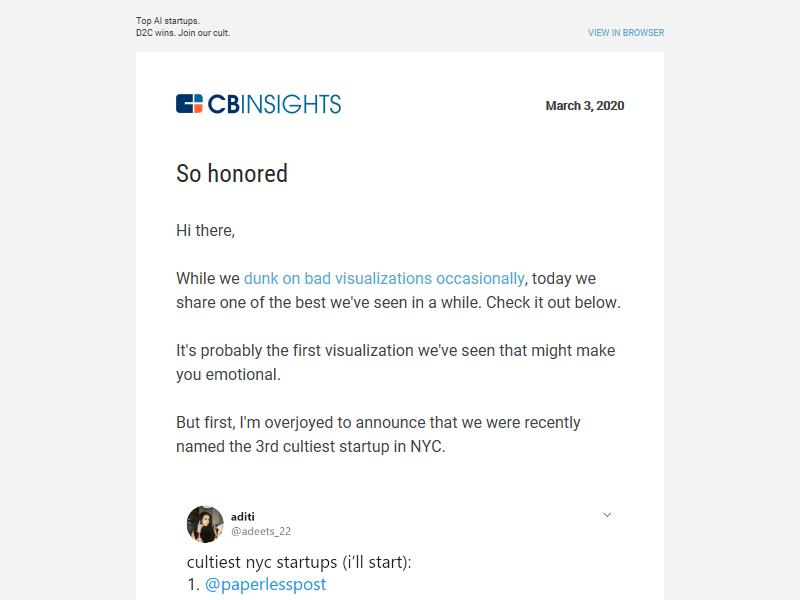 Top AI startups.
D2C wins. Join our cult.
VIEW IN BROWSER
CBINSIGHTS
March 3, 2020
So honored
Hi there,
While we dunk on bad visualizations occasionally, today we
share one of the best we've seen in a while. Check it out below.
It's probably the first visualization we've seen that might make
you emotional.
But first, I'm overjoyed to announce that we were recently
named the 3rd cultiest startup in NYC.
aditi
@adeets_22
cultiest nyc startups (i’ll start):
1. @paperlesspost